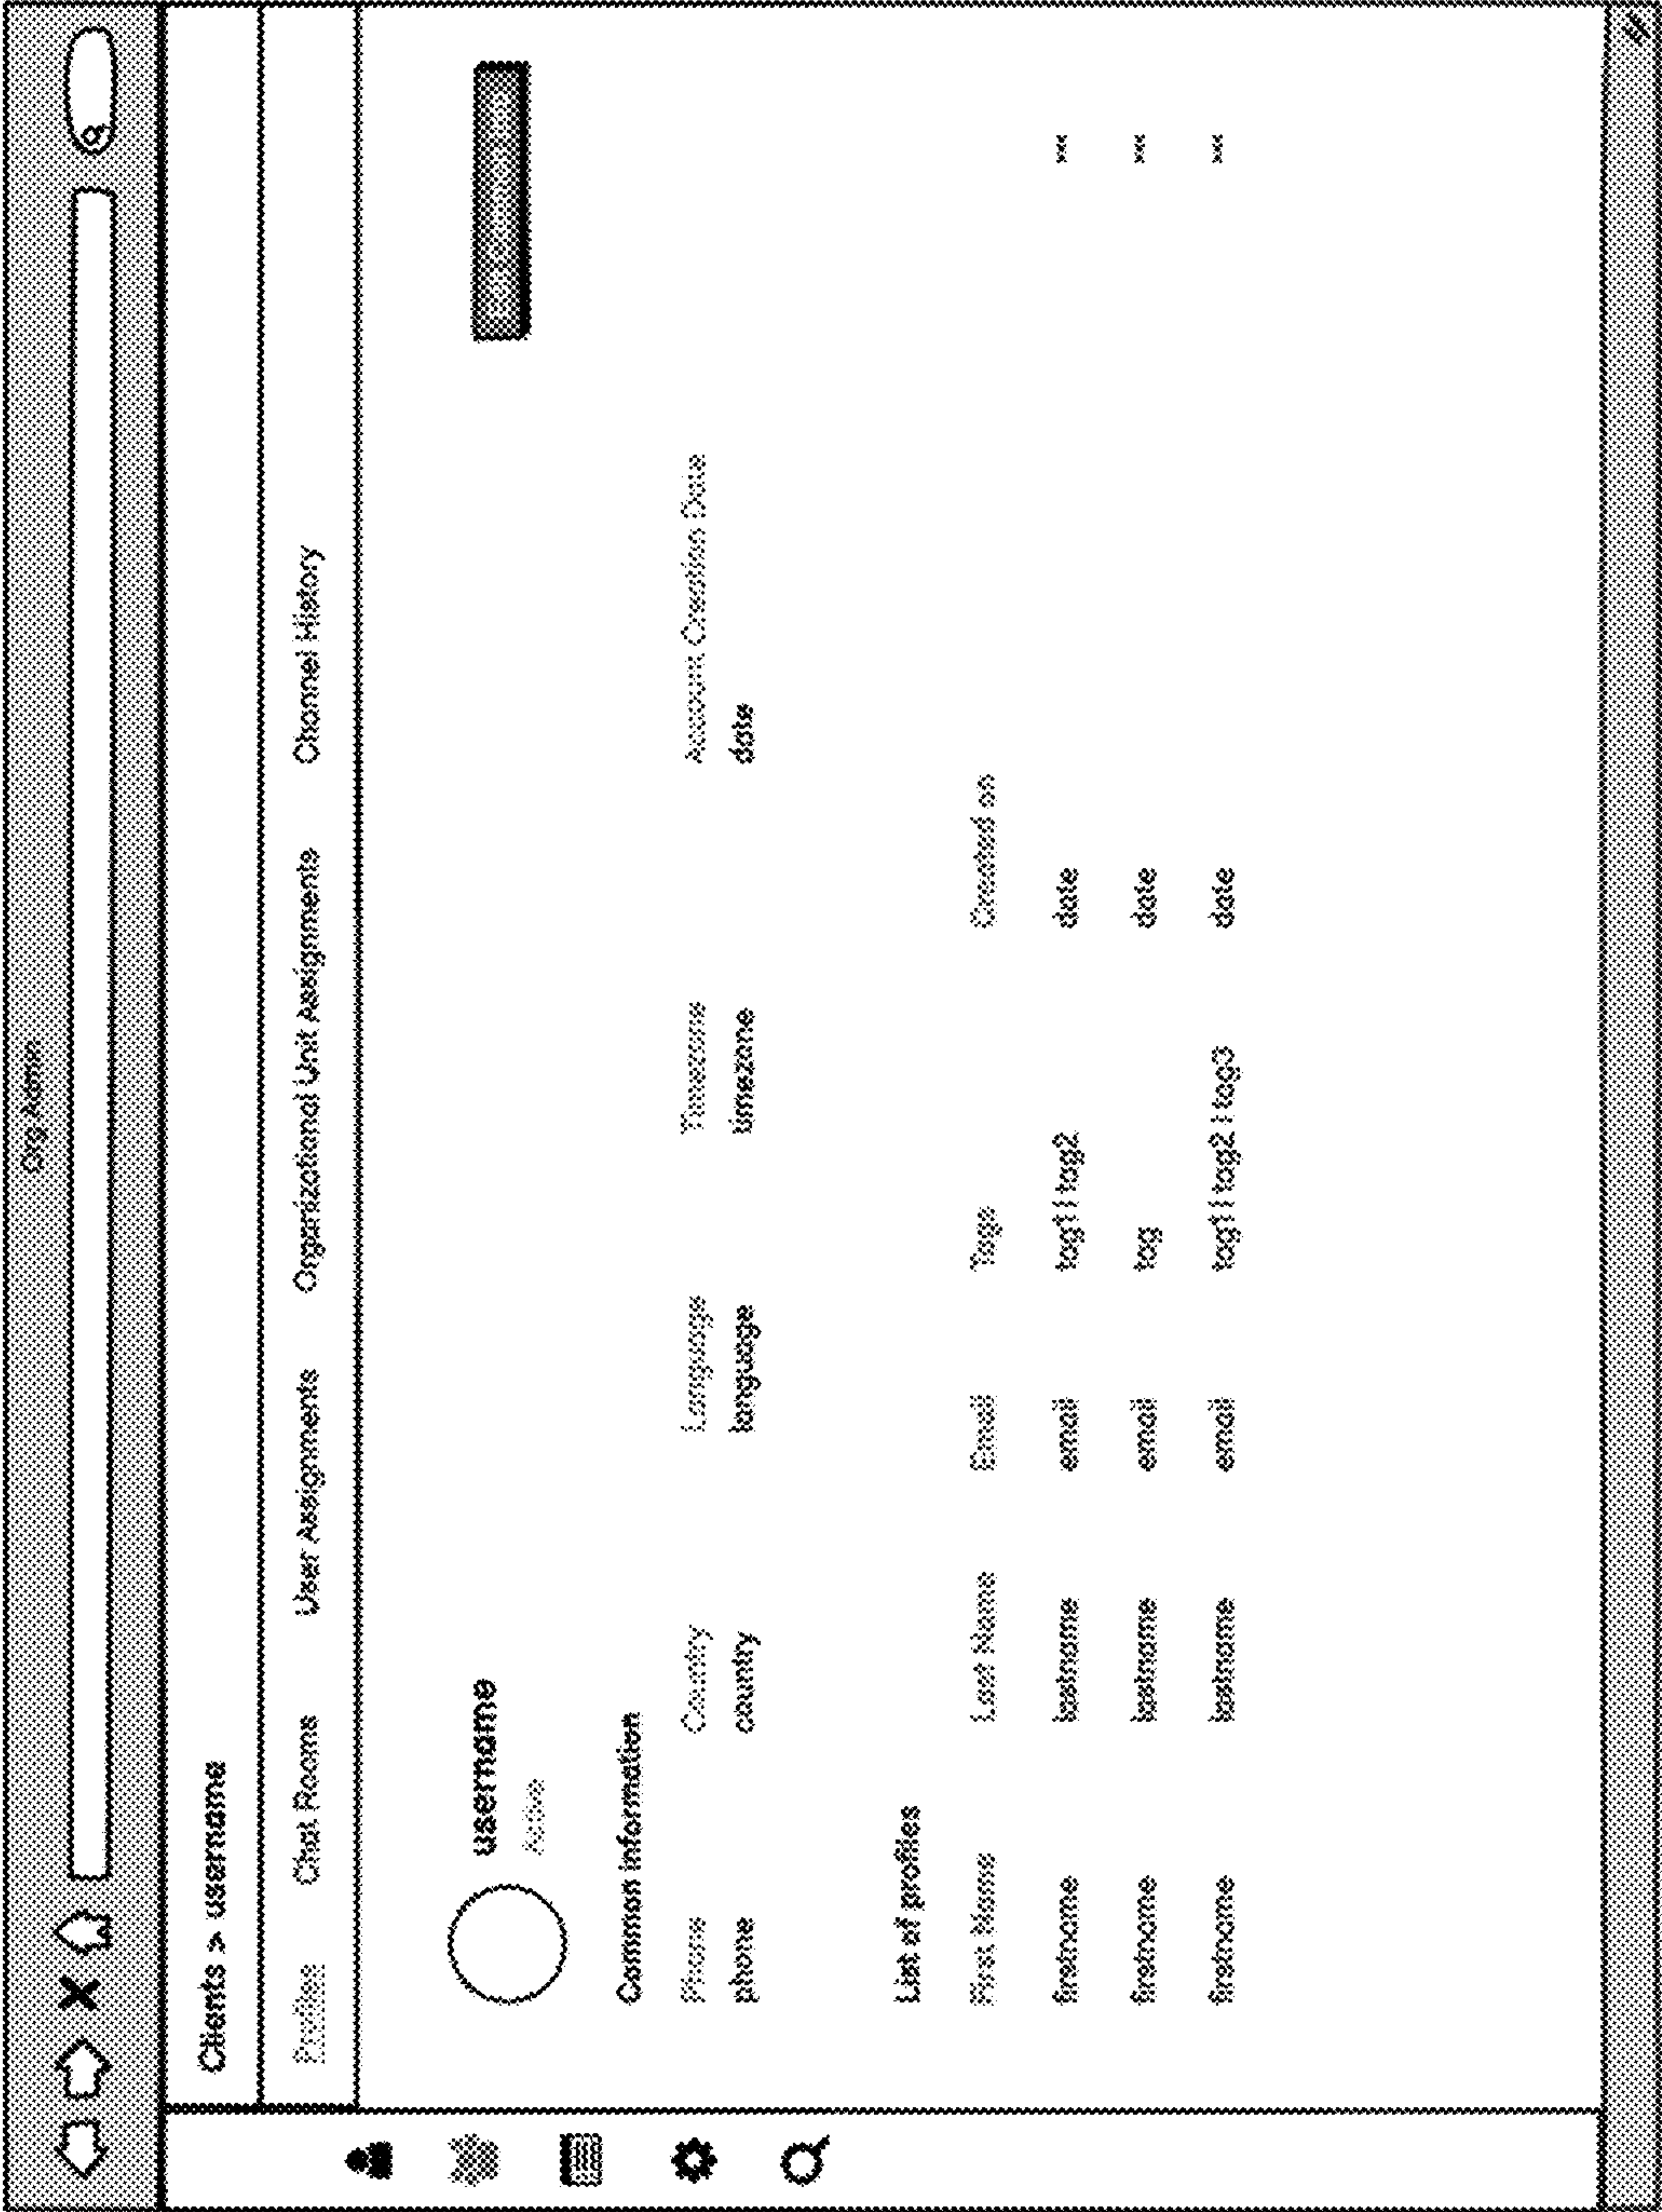 Org Admin
Clients > username
Profiles Chat Rooms User Assignments Organizational Unit Assignments Channel History
username
Active
Common information
Phone Country Language Timezone Account Creation Date
phone country language timezone date
List of profiles
First Name Last Name Email Tags Created on
firstname lastname email tag1 | tag2 date
firstname lastname email tag date
firstname lastname email tag1 | tag2 | tag3 date